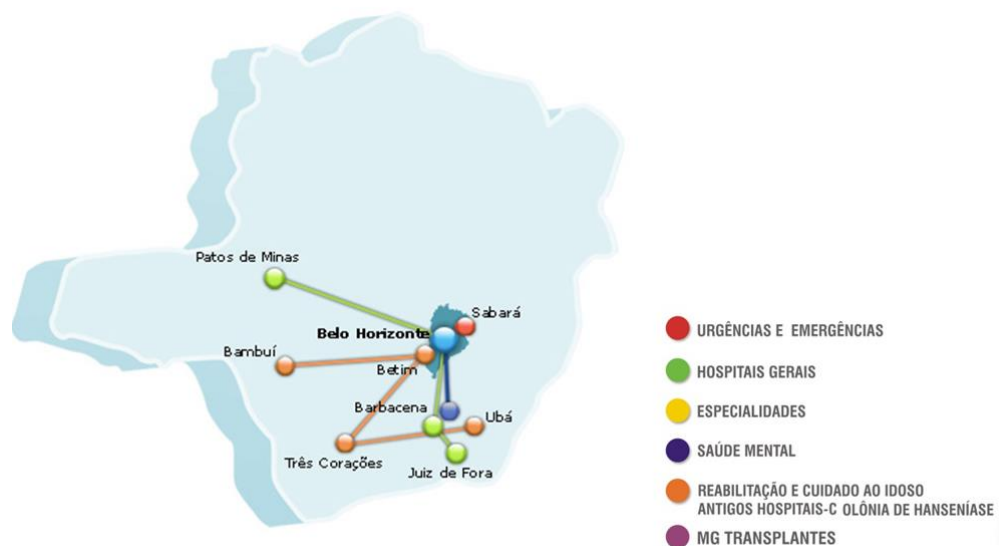 Patos de Minas
Sabará
Belo Horizonte
Bambuí
Betim
Barbacena
Ubá
Três Corações
Juiz de Fora
URGÊNCIAS E EMERGÊNCIAS
HOSPITAIS GERAIS
ESPECIALIDADES
SAÚDE MENTAL
REABILITAÇÃO E CUIDADO AO IDOSO
ANTIGOS HOSPITAIS-C OLÔNIA DE HANSENÍASE
MG TRANSPLANTES